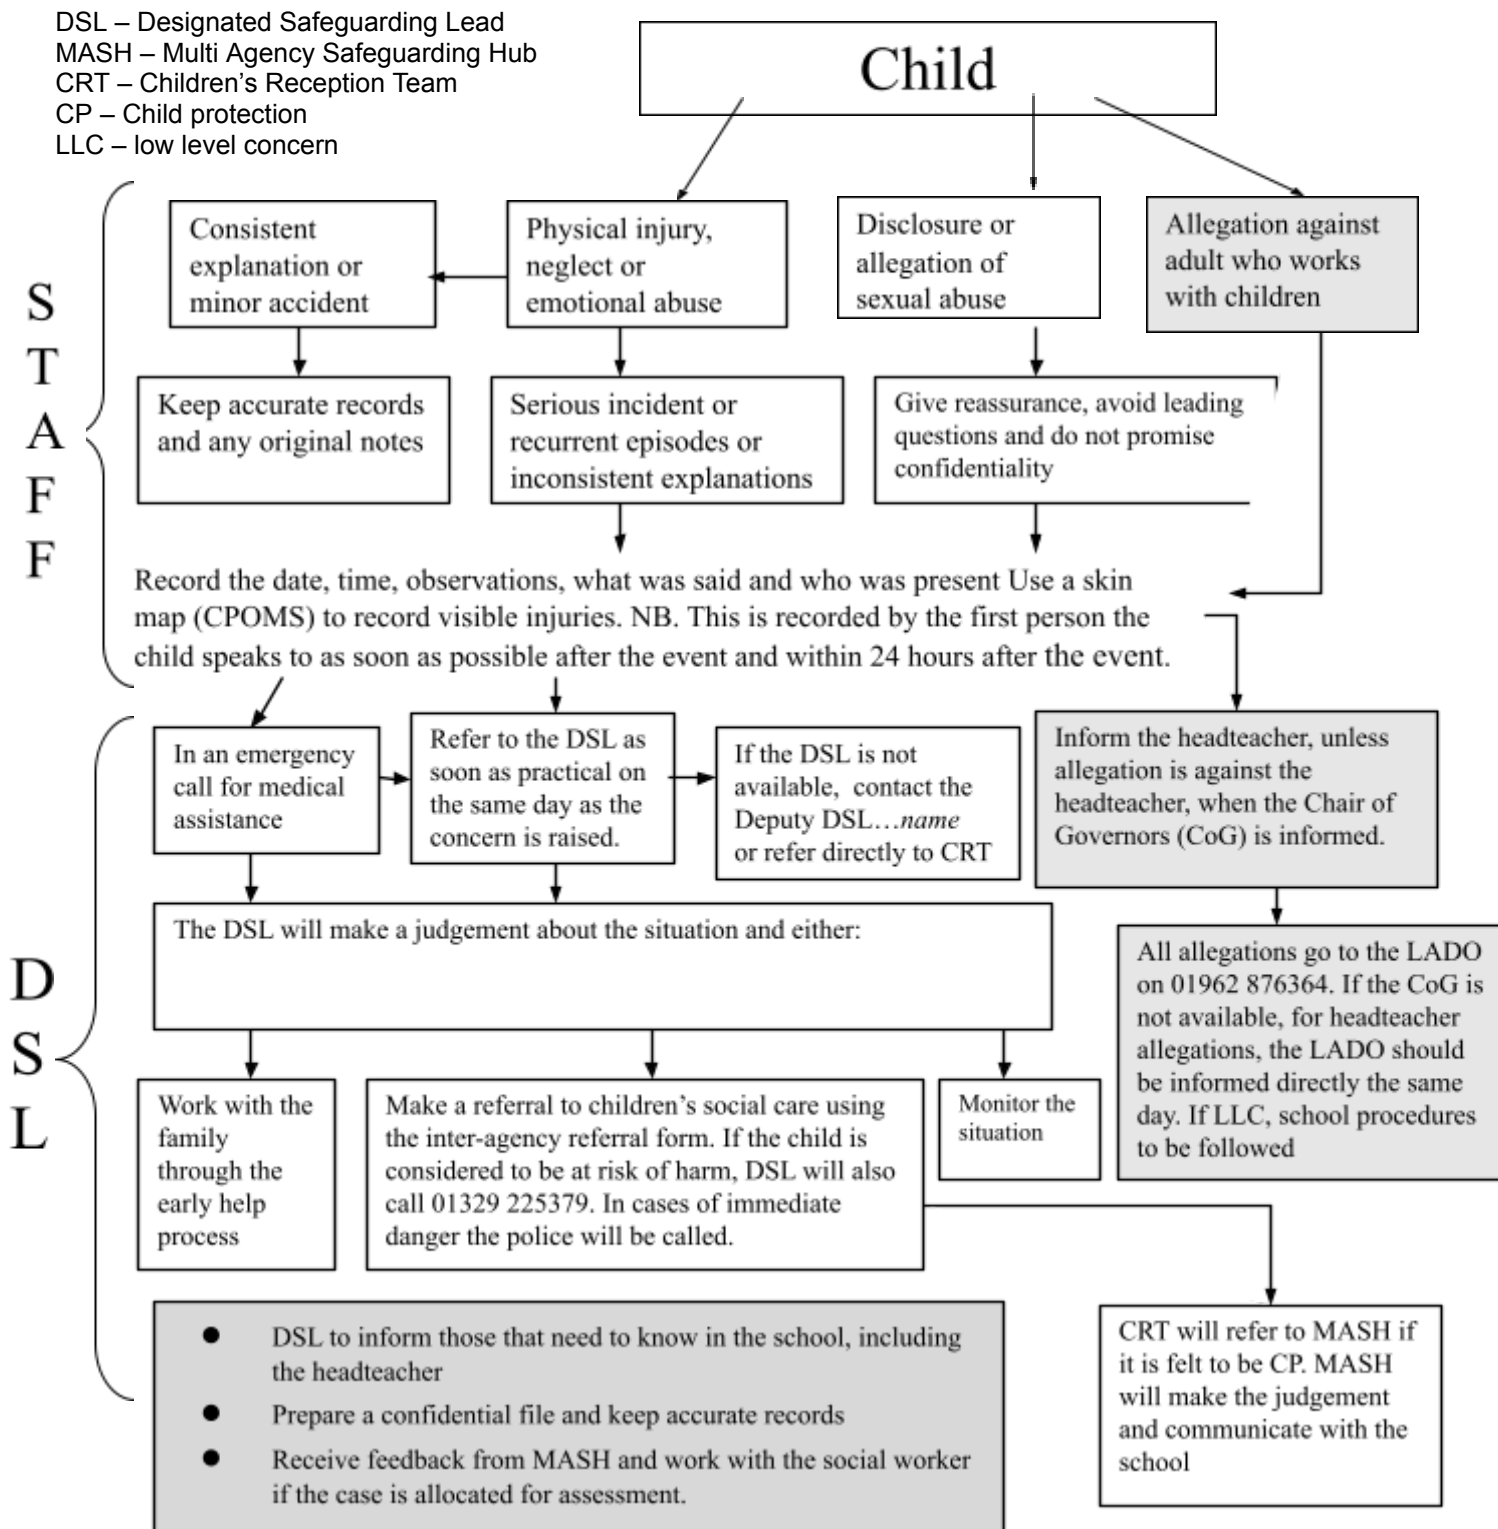 DSL – Designated Safeguarding Lead
MASH – Multi Agency Safeguarding Hub
CRT – Children's Reception Team
CP – Child protection
LLC – low level concern
Child
S
T
A
F
F
Consistent
explanation or
minor accident
Physical injury,
neglect or
emotional abuse
Disclosure or
allegation of
sexual abuse
Allegation against
adult who works
with children
Keep accurate records
and any original notes
Serious incident or
recurrent episodes or
inconsistent explanations
Give reassurance, avoid leading
questions and do not promise
confidentiality
Record the date, time, observations, what was said and who was present Use a skin
map (CPOMS) to record visible injuries. NB. This is recorded by the first person the
child speaks to as soon as possible after the event and within 24 hours after the event.
D
S
L
In an emergency
call for medical
assistance
Refer to the DSL as
soon as practical on
the same day as the
concern is raised.
If the DSL is not
available,  contact the
Deputy DSL…name
or refer directly to CRT
Inform the headteacher, unless
allegation is against the
headteacher, when the Chair of
Governors (CoG) is informed.
The DSL will make a judgement about the situation and either:
All allegations go to the LADO
on 01962 876364. If the CoG is
not available, for headteacher
allegations, the LADO should
be informed directly the same
day. If LLC, school procedures
to be followed
Work with the
family
through the
early help
process
Make a referral to children's social care using
the inter-agency referral form. If the child is
considered to be at risk of harm, DSL will also
call 01329 225379. In cases of immediate
danger the police will be called.
Monitor the
situation
● DSL to inform those that need to know in the school, including
the headteacher
● Prepare a confidential file and keep accurate records
● Receive feedback from MASH and work with the social worker
if the case is allocated for assessment.
CRT will refer to MASH if
it is felt to be CP. MASH
will make the judgement
and communicate with the
school